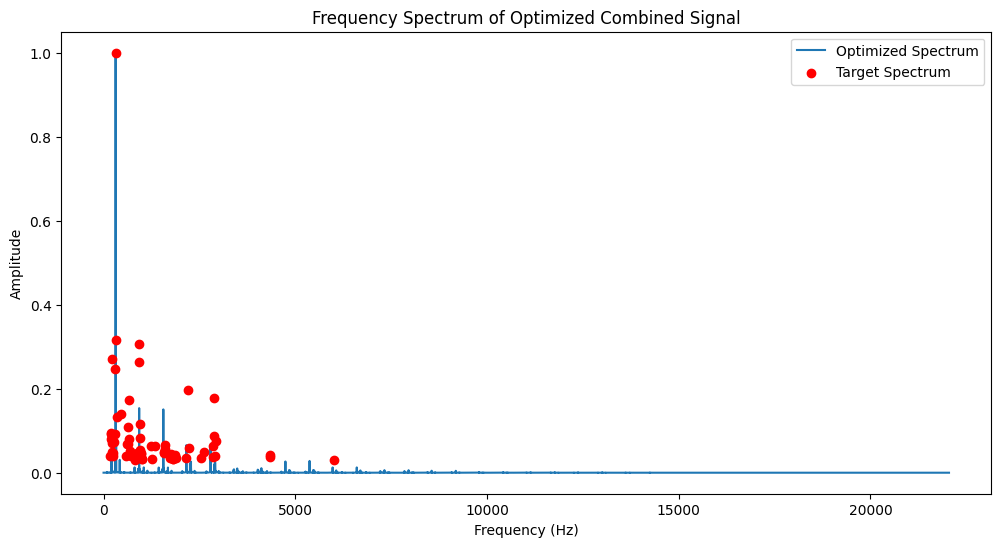 Frequency Spectrum of Optimized Combined Signal
Optimized Spectrum
Target Spectrum
Amplitude
1.0
0.8
0.6
0.4
0.2
0.0
0
5000
10000
15000
20000
Frequency (Hz)